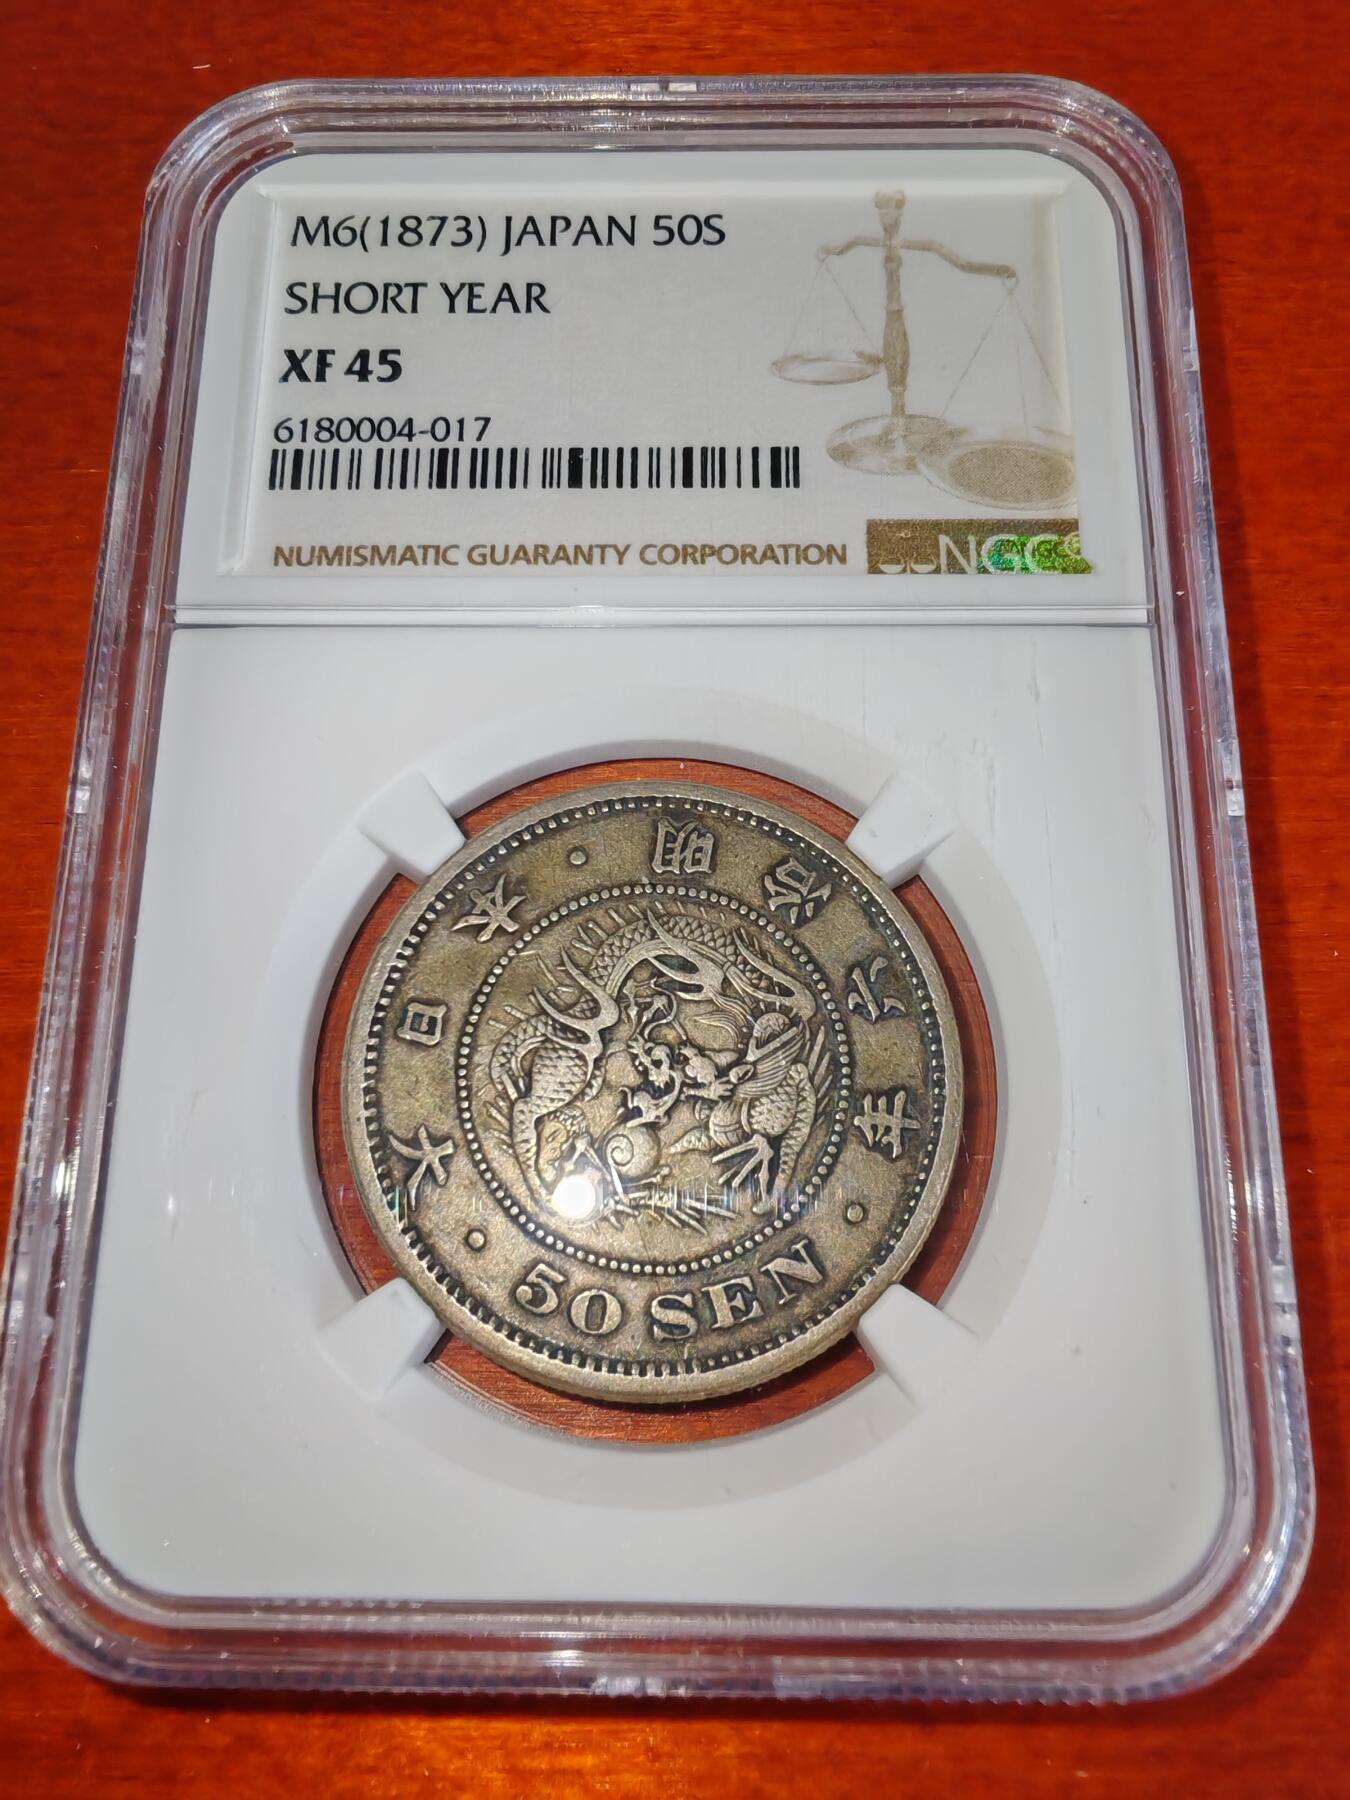 M6(1873) JAPAN 50S
SHORT YEAR
XF 45
6180004-017
NUMISMATIC GUARANTY CORPORATION
NGC
大日本・明治六年・50 SEN・